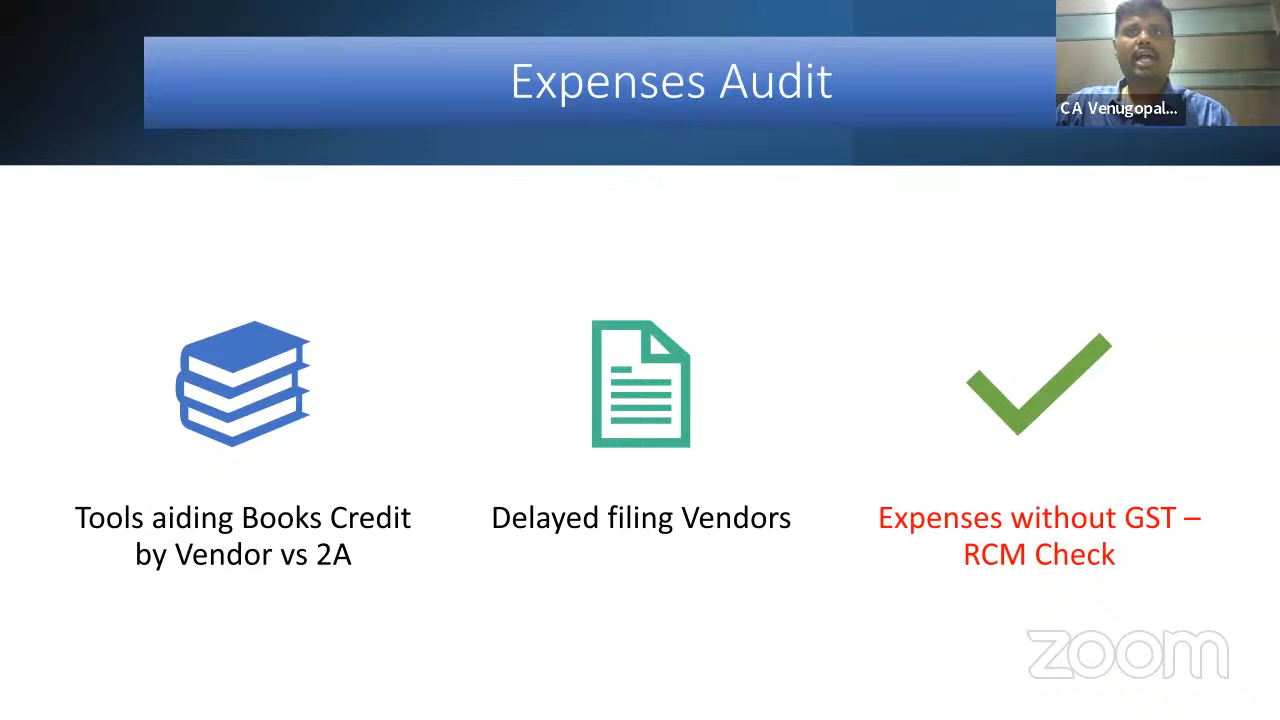 Expenses Audit
CA Venugopal...
Tools aiding Books Credit
by Vendor vs 2A
Delayed filing Vendors
Expenses without GST –
RCM Check
zoom